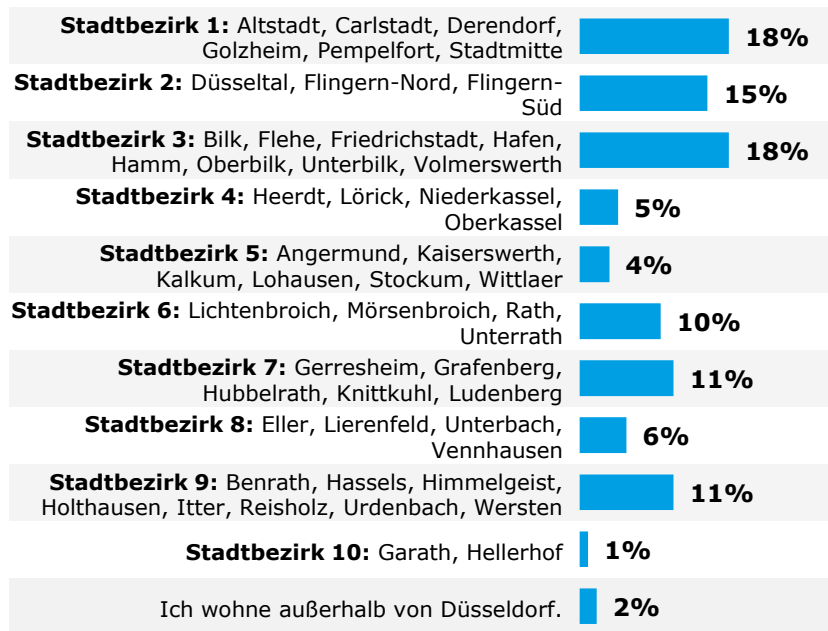 Stadtbezirk 1: Altstadt, Carlstadt, Derendorf,
Golzheim, Pempelfort, Stadtmitte
18%
Stadtbezirk 2: Düsseltal, Flingern-Nord, Flingern-
Süd
15%
Stadtbezirk 3: Bilk, Flehe, Friedrichstadt, Hafen,
Hamm, Oberbilk, Unterbilk, Volmerswerth
18%
Stadtbezirk 4: Heerdt, Lörick, Niederkassel,
Oberkassel
5%
Stadtbezirk 5: Angermund, Kaiserswerth,
Kalkum, Lohausen, Stockum, Wittlaer
4%
Stadtbezirk 6: Lichtenbroich, Mörsenbroich, Rath,
Unterrath
10%
Stadtbezirk 7: Gerresheim, Grafenberg,
Hubbelrath, Knittkuhl, Ludenberg
11%
Stadtbezirk 8: Eller, Lierenfeld, Unterbach,
Vennhausen
6%
Stadtbezirk 9: Benrath, Hassels, Himmelgeist,
Holthausen, Itter, Reisholz, Urdenbach, Wersten
11%
Stadtbezirk 10: Garath, Hellerhof
1%
Ich wohne außerhalb von Düsseldorf.
2%